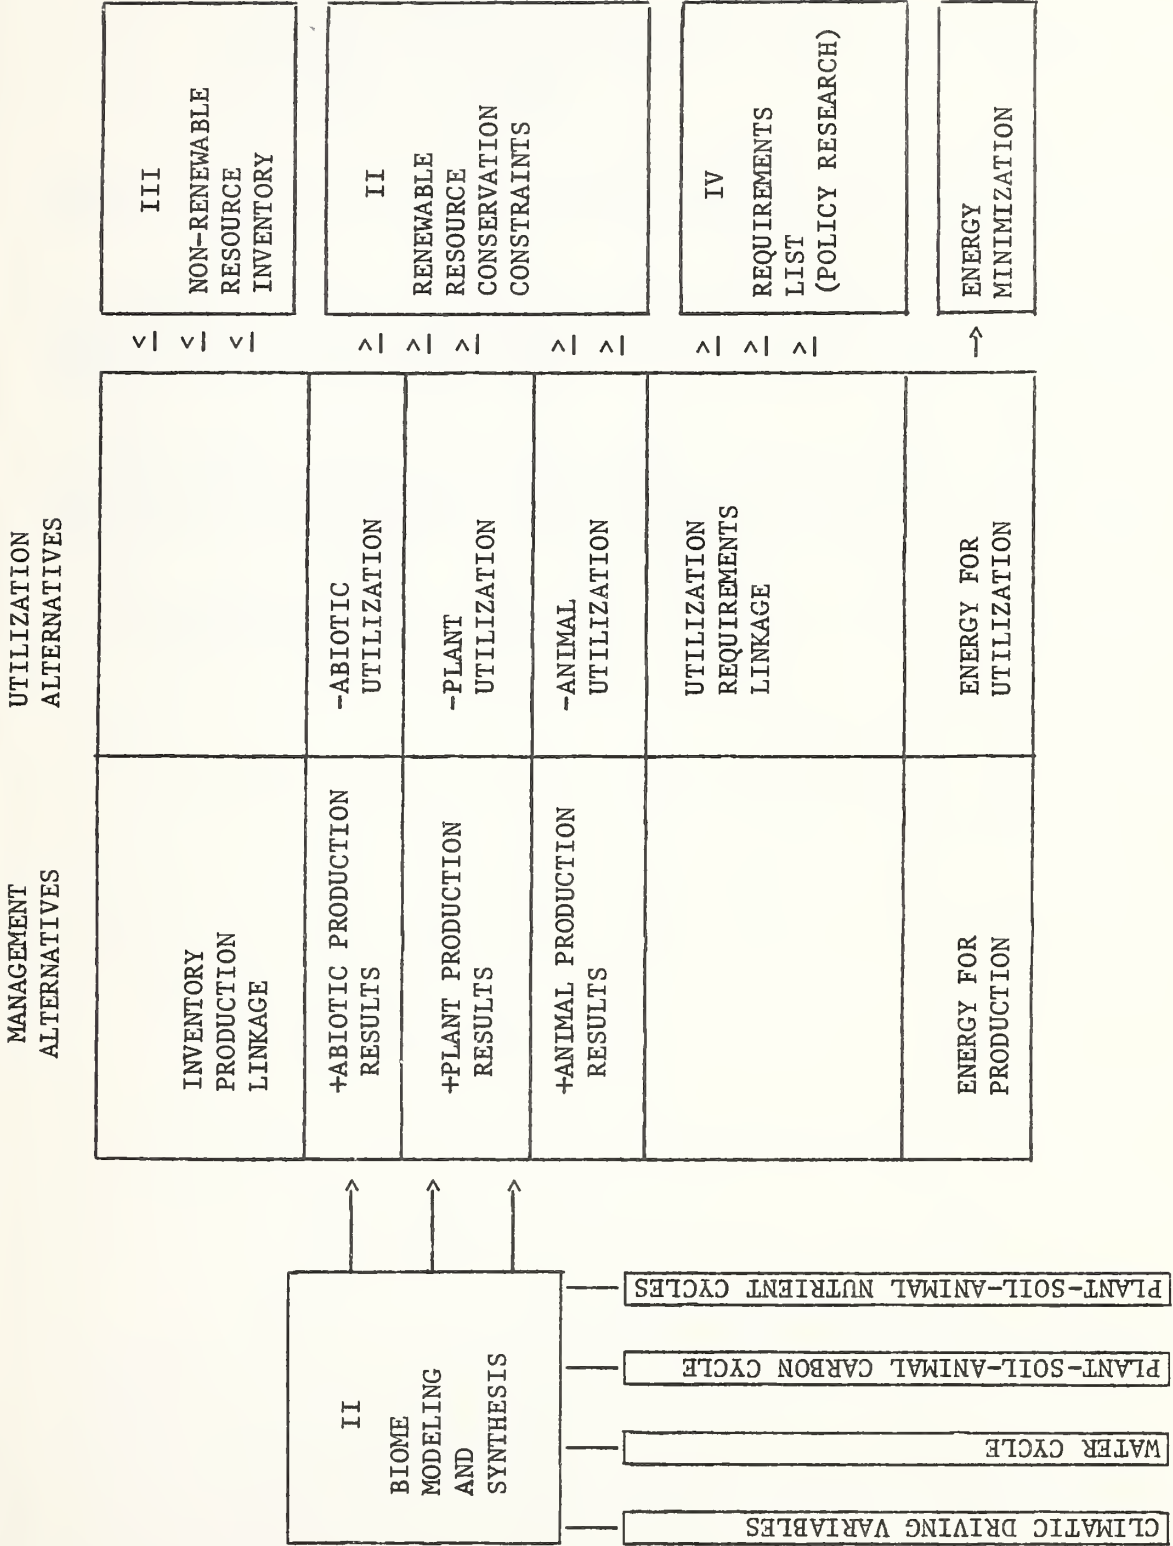 MANAGEMENT
ALTERNATIVES
UTILIZATION
ALTERNATIVES
INVENTORY
PRODUCTION
LINKAGE
≤
≤
≤
III
NON-RENEWABLE
RESOURCE
INVENTORY
II
BIOME
MODELING
AND
SYNTHESIS
+ABIOTIC PRODUCTION
RESULTS
-ABIOTIC
UTILIZATION
+PLANT PRODUCTION
RESULTS
-PLANT
UTILIZATION
+ANIMAL PRODUCTION
RESULTS
-ANIMAL
UTILIZATION
≥
≥
≥
≥
≥
II
RENEWABLE
RESOURCE
CONSERVATION
CONSTRAINTS
UTILIZATION
REQUIREMENTS
LINKAGE
≥
≥
≥
IV
REQUIREMENTS
LIST
(POLICY RESEARCH)
ENERGY FOR
PRODUCTION
ENERGY FOR
UTILIZATION
ENERGY
MINIMIZATION
CLIMATIC DRIVING VARIABLES
WATER CYCLE
PLANT-SOIL-ANIMAL CARBON CYCLE
PLANT-SOIL-ANIMAL NUTRIENT CYCLES